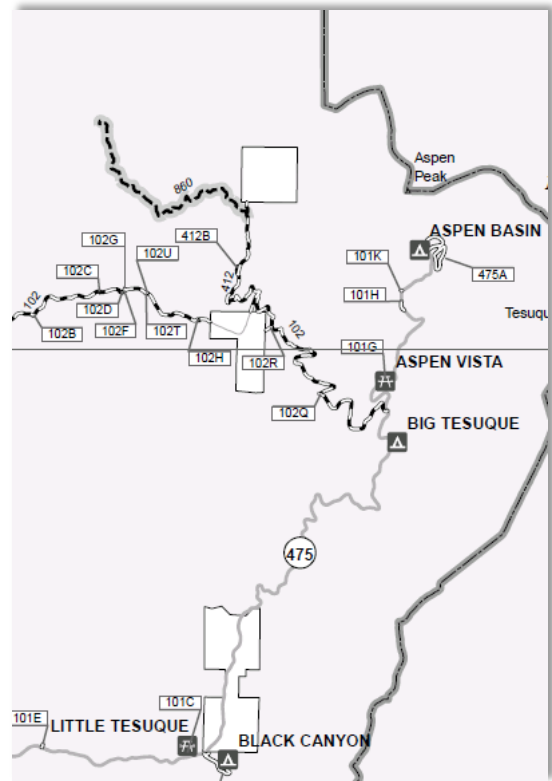 Aspen
Peak
860
ASPEN BASIN
102G
412B
102U
102C
101K
475A
412
101H
102
102D
102
Tesuqu
102B
102F
102T
102H
102R
101G
ASPEN VISTA
102Q
BIG TESUQUE
475
101C
101E
LITTLE TESUQUE
BLACK CANYON